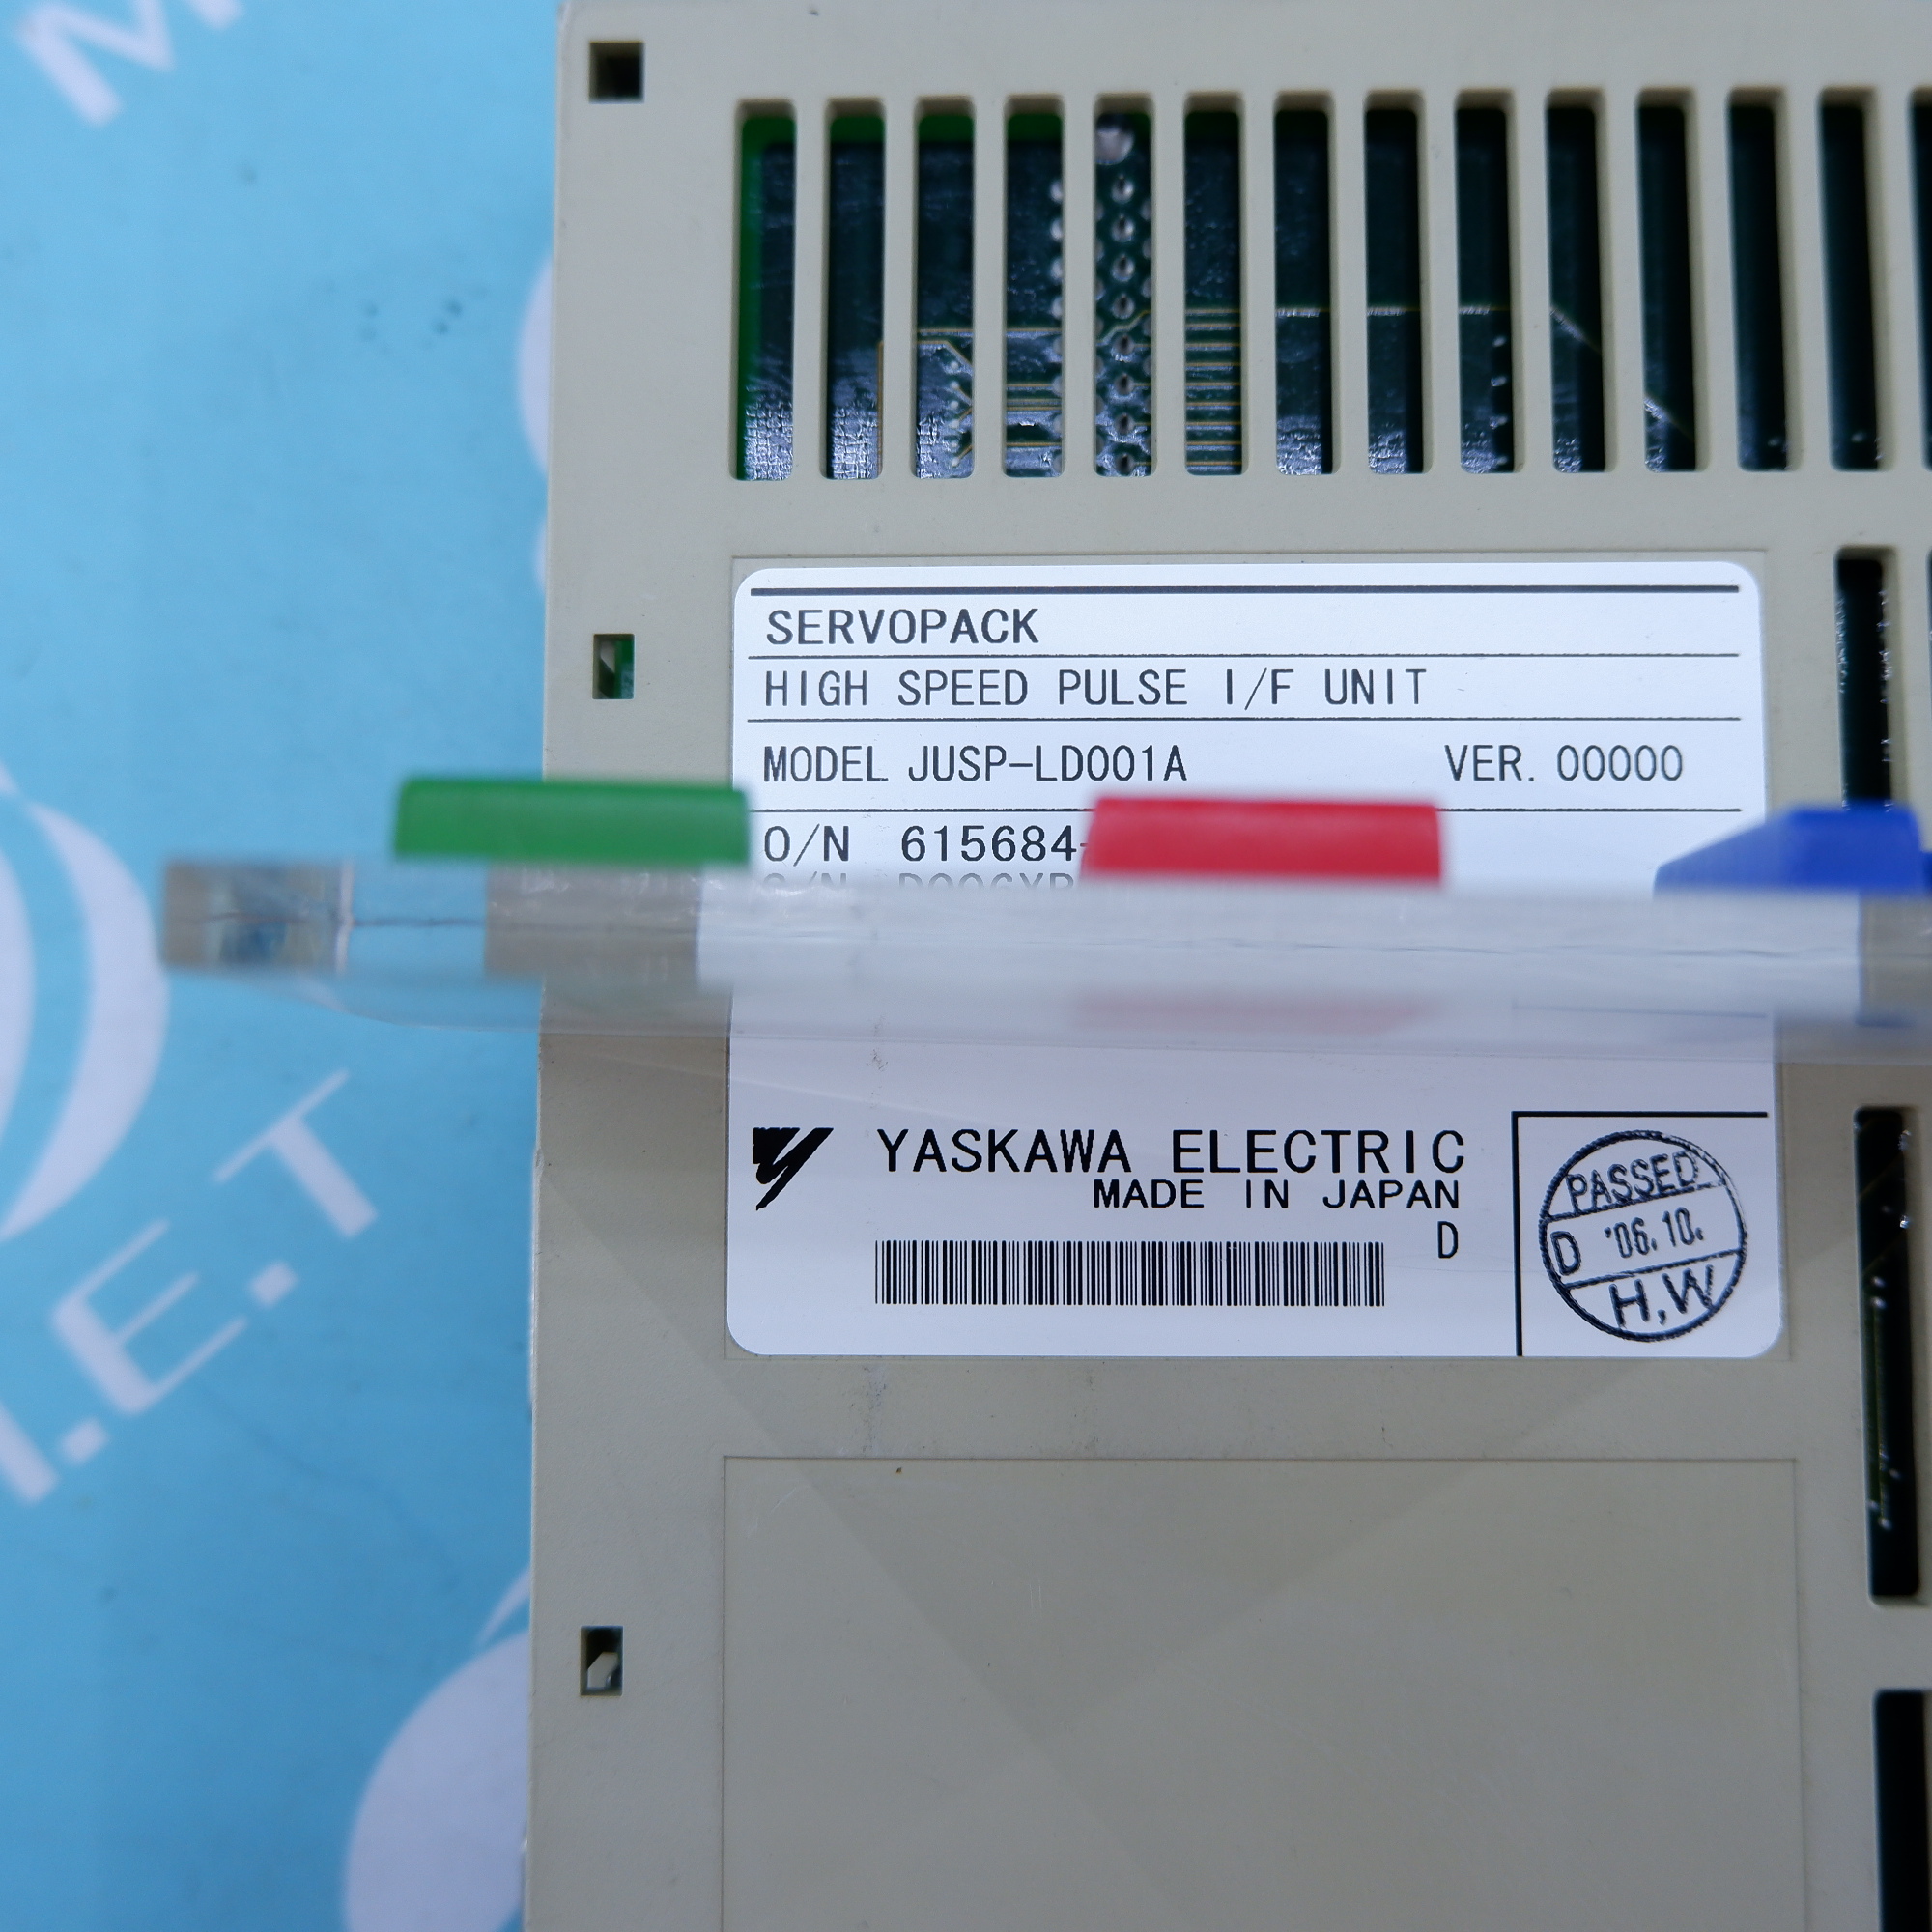 SERVOPACK
HIGH SPEED PULSE I/F UNIT
MODEL JUSP-LD001A VER. 00000
O/N 615684-
YASKAWA ELECTRIC
MADE IN JAPAN
D
PASSED
D '06.10.
H.W
I.E.T